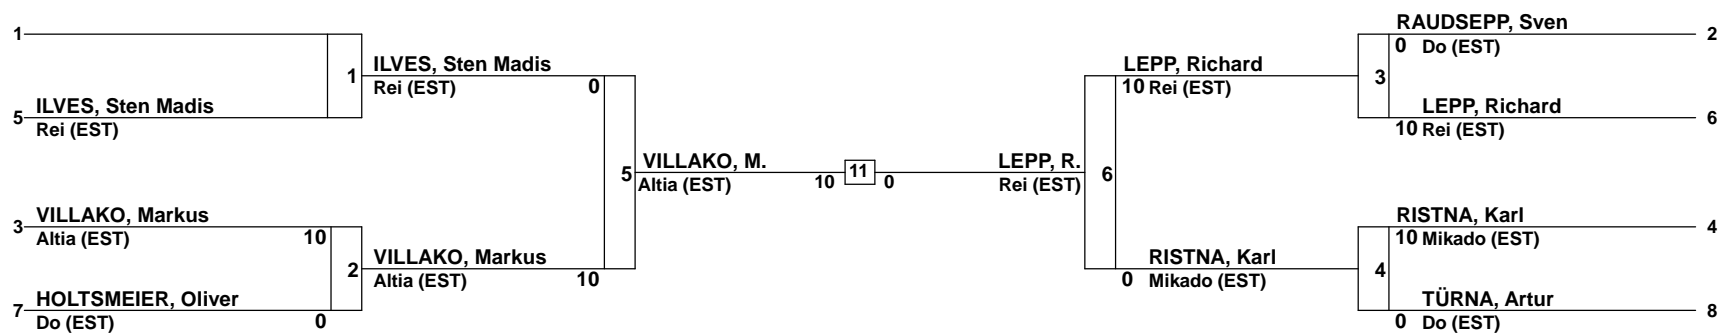 1
1
ILVES, Sten Madis
Rei (EST) 0
5
ILVES, Sten Madis
Rei (EST)
5
VILLAKO, M.
Altia (EST) 10
3
VILLAKO, Markus
Altia (EST) 10
2
VILLAKO, Markus
Altia (EST) 10
7
HOLTSMEIER, Oliver
Do (EST) 0
11
LEPP, R.
0 Rei (EST)
6
LEPP, Richard
10 Rei (EST)
3
RAUDSEPP, Sven
0 Do (EST)
2
LEPP, Richard
10 Rei (EST)
6
RISTNA, Karl
0 Mikado (EST)
4
RISTNA, Karl
10 Mikado (EST)
4
TÜRNA, Artur
0 Do (EST)
8